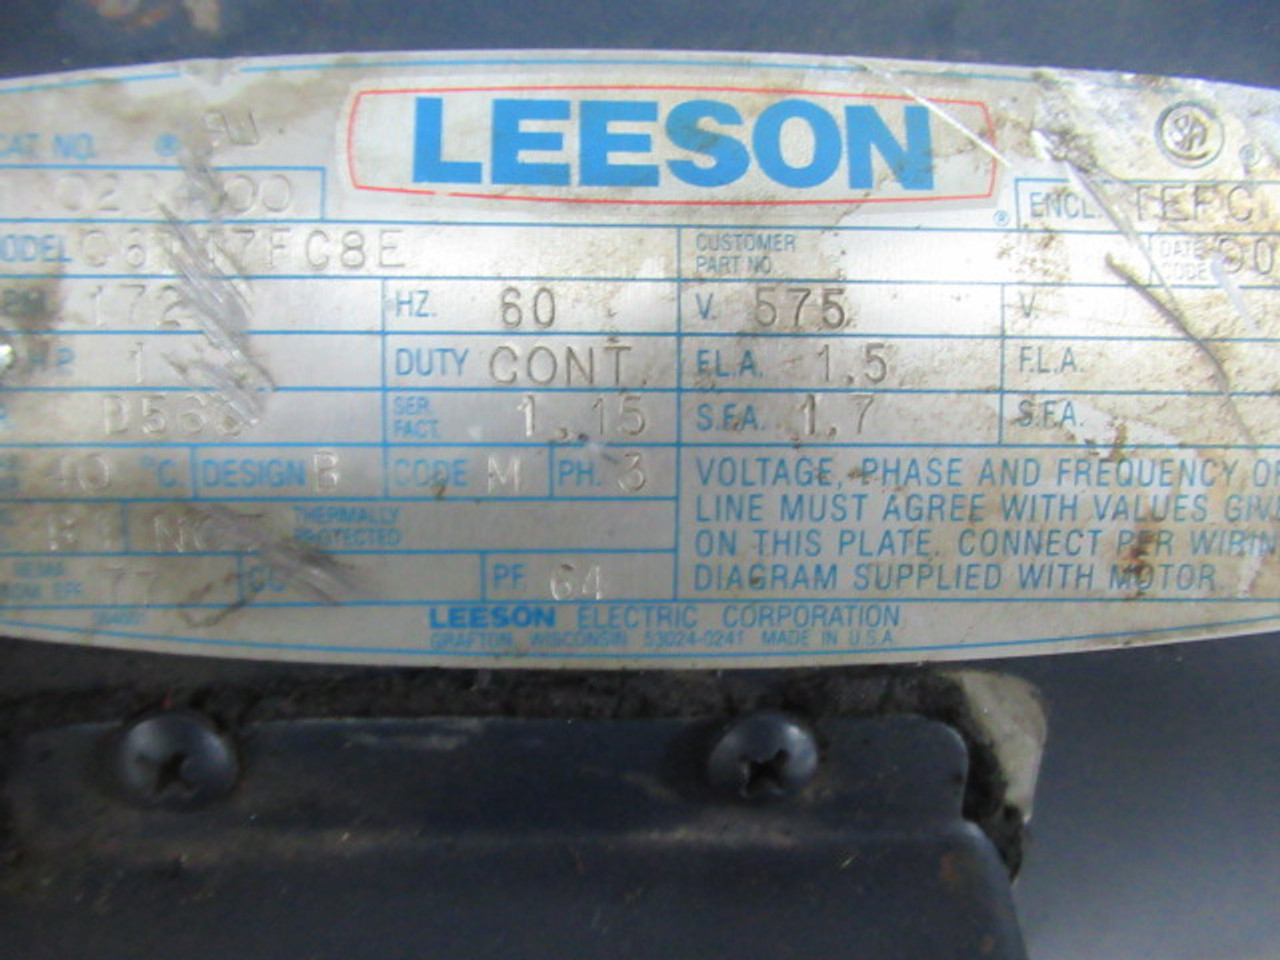 LEESON
CAT NO.
ENCL. TEFC
MODEL
CUSTOMER
PART NO.
DATE
CODE
HZ. 60 V. 575 V.
H.P. 1 DUTY CONT. F.L.A. 1.5 F.L.A.
SER.
FACT. 1.15 S.F.A. 1.7 S.F.A.
40 °C DESIGN B CODE M PH. 3
VOLTAGE, PHASE AND FREQUENCY
LINE MUST AGREE WITH VALUES
ON THIS PLATE. CONNECT PER
DIAGRAM SUPPLIED WITH MOTOR.
THERMALLY
PROTECTED
77 PF. 64
LEESON ELECTRIC CORPORATION
GRAFTON, WISCONSIN 53024-0241 MADE IN U.S.A.